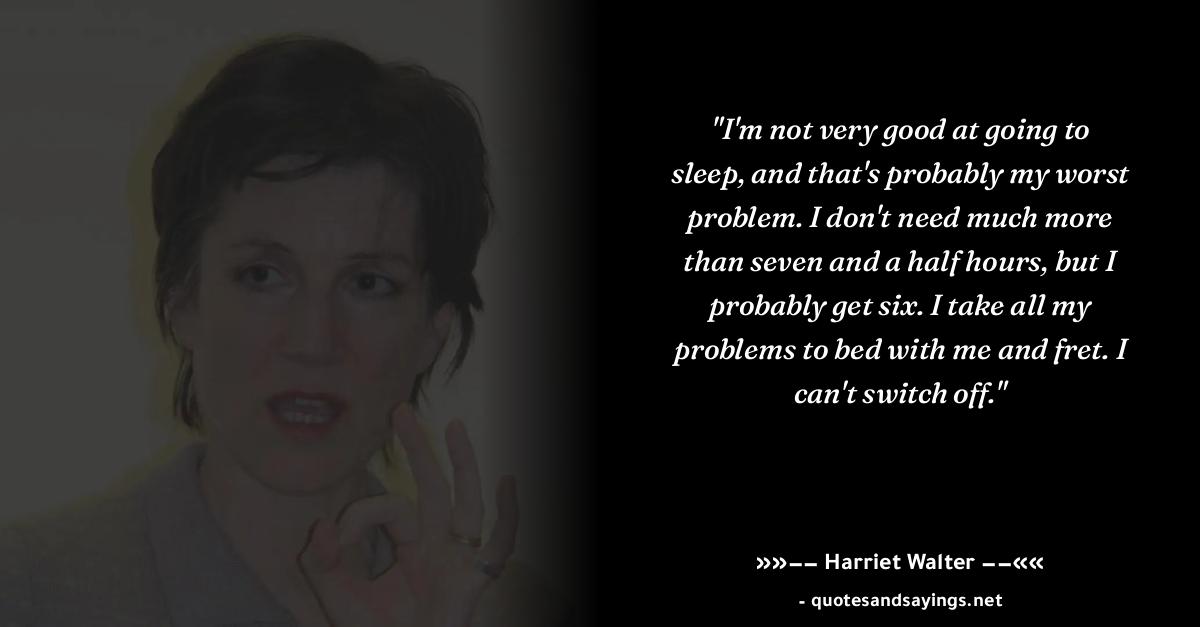 "I'm not very good at going to
sleep, and that's probably my worst
problem. I don't need much more
than seven and a half hours, but I
probably get six. I take all my
problems to bed with me and fret. I
can't switch off."
»»−− Harriet Walter −−««
- quotesandsayings.net